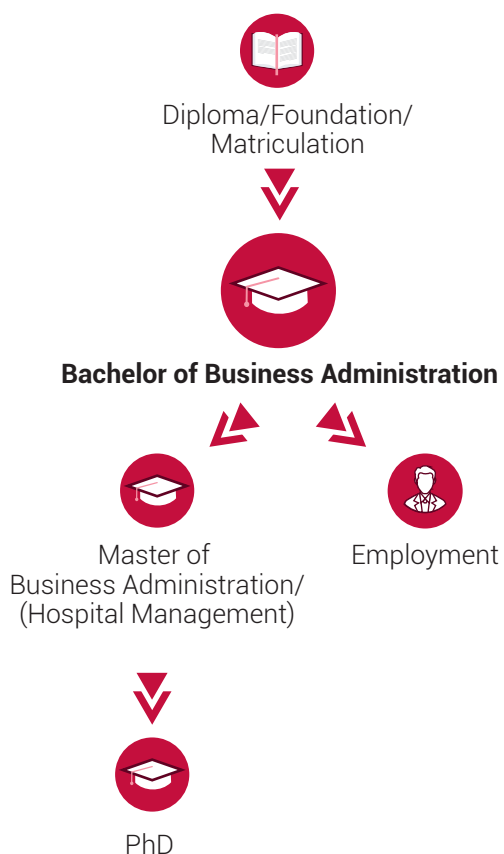 Diploma/Foundation/
Matriculation
Bachelor of Business Administration
Master of
Business Administration/
(Hospital Management)
Employment
PhD